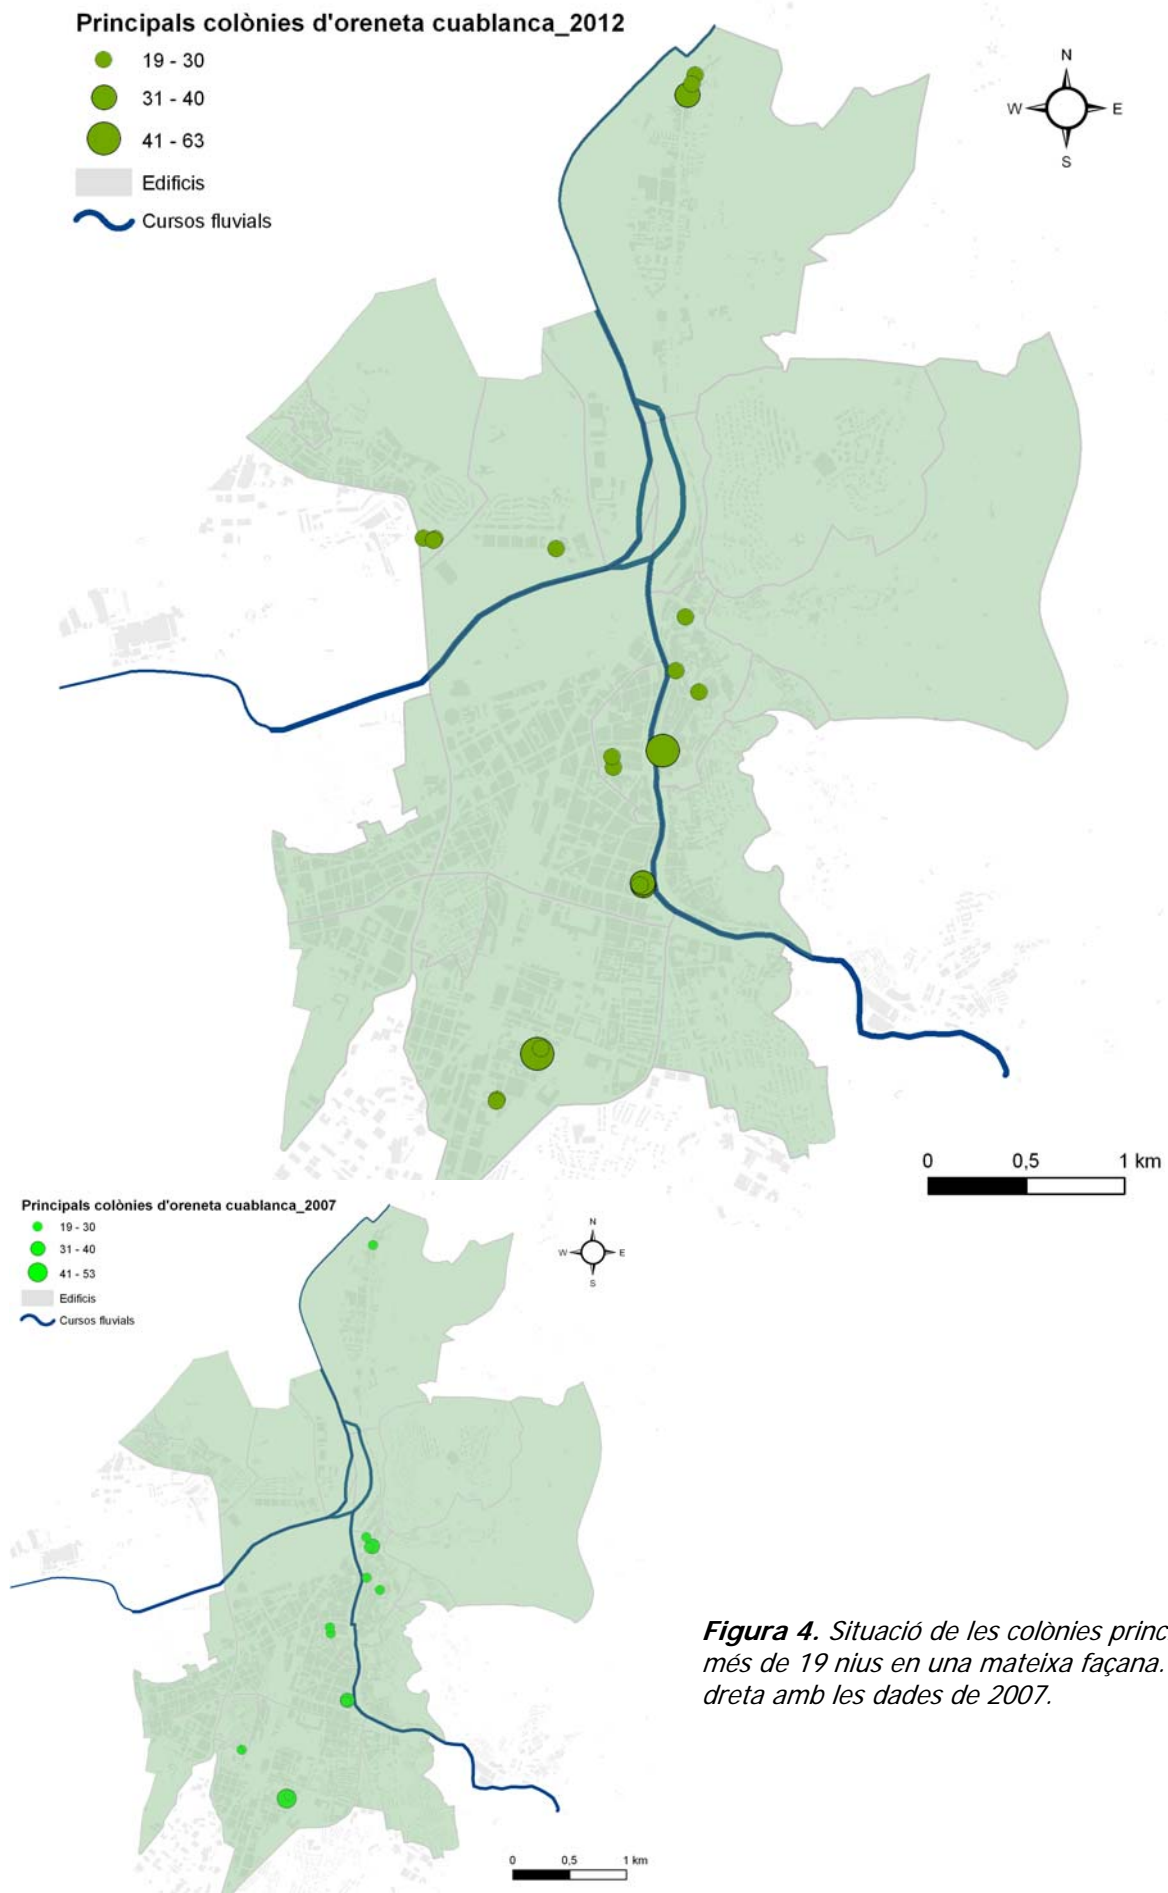 Principals colònies d'oreneta cuablanca_2012
19 - 30
31 - 40
41 - 63
Edificis
Cursos fluvials
N
W E
S
0 0,5 1 km
Principals colònies d'oreneta cuablanca_2007
19 - 30
31 - 40
41 - 53
Edificis
Cursos fluvials
N
W E
S
0 0,5 1 km
Figura 4. Situació de les colònies princ
més de 19 nius en una mateixa façana.
dreta amb les dades de 2007.